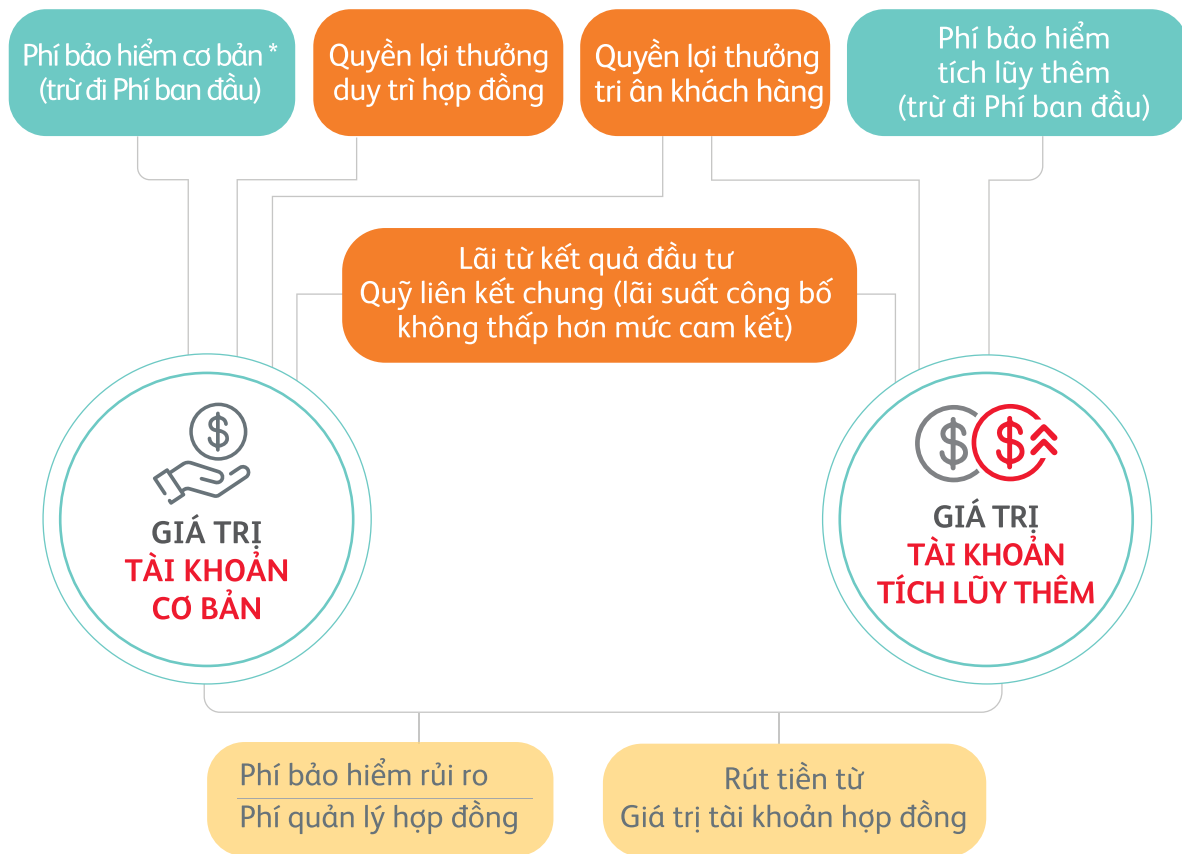 Phí bảo hiểm cơ bản *
(trừ đi Phí ban đầu)
Quyền lợi thưởng
duy trì hợp đồng
Quyền lợi thưởng
tri ân khách hàng
Phí bảo hiểm
tích lũy thêm
(trừ đi Phí ban đầu)
Lãi từ kết quả đầu tư
Quỹ liên kết chung (lãi suất công bố
không thấp hơn mức cam kết)
$
GIÁ TRỊ
TÀI KHOẢN
CƠ BẢN
$ $
GIÁ TRỊ
TÀI KHOẢN
TÍCH LŨY THÊM
Phí bảo hiểm rủi ro
Phí quản lý hợp đồng
Rút tiền từ
Giá trị tài khoản hợp đồng